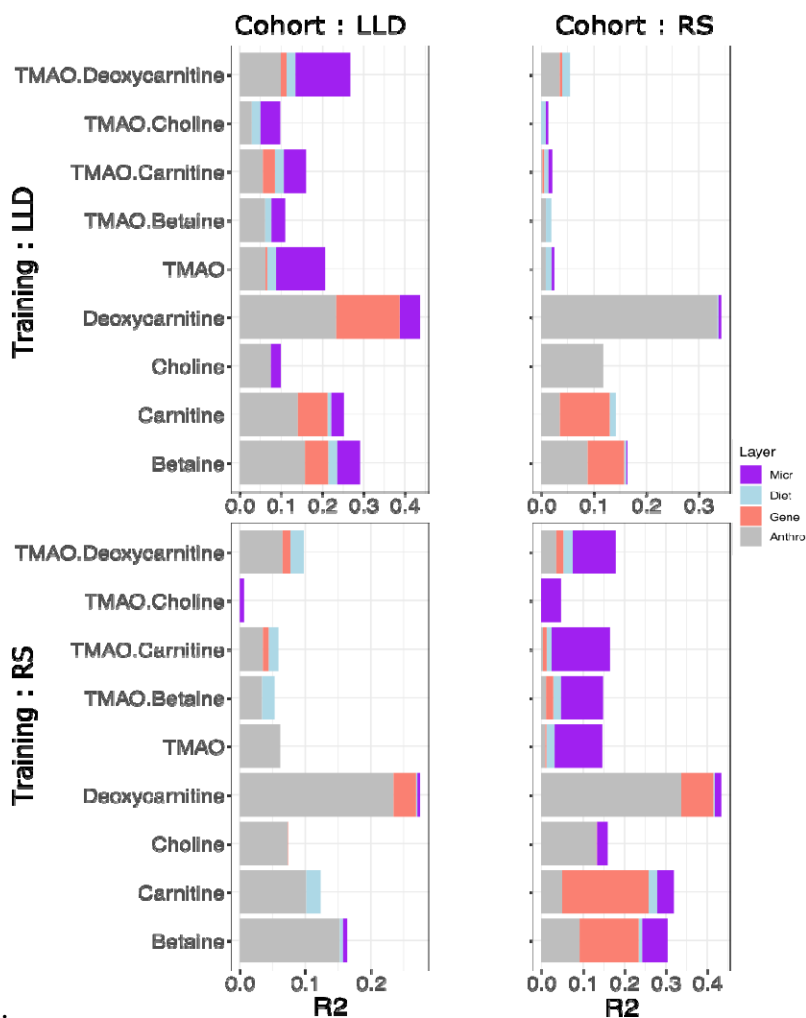 Cohort : LLD
Cohort : RS
Training : LLD
TMAO.Deoxycarnitine
TMAO.Choline
TMAO.Carnitine
TMAO.Betaine
TMAO
Deoxycarnitine
Choline
Carnitine
Betaine
0.0 0.1 0.2 0.3 0.4
0.0 0.1 0.2 0.3
Layer
Micr
Diet
Gene
Anthro
Training : RS
TMAO.Deoxycarnitine
TMAO.Choline
TMAO.Carnitine
TMAO.Betaine
TMAO
Deoxycarnitine
Choline
Carnitine
Betaine
0.0 0.1 0.2
R2
0.0 0.1 0.2 0.3 0.4
R2
.